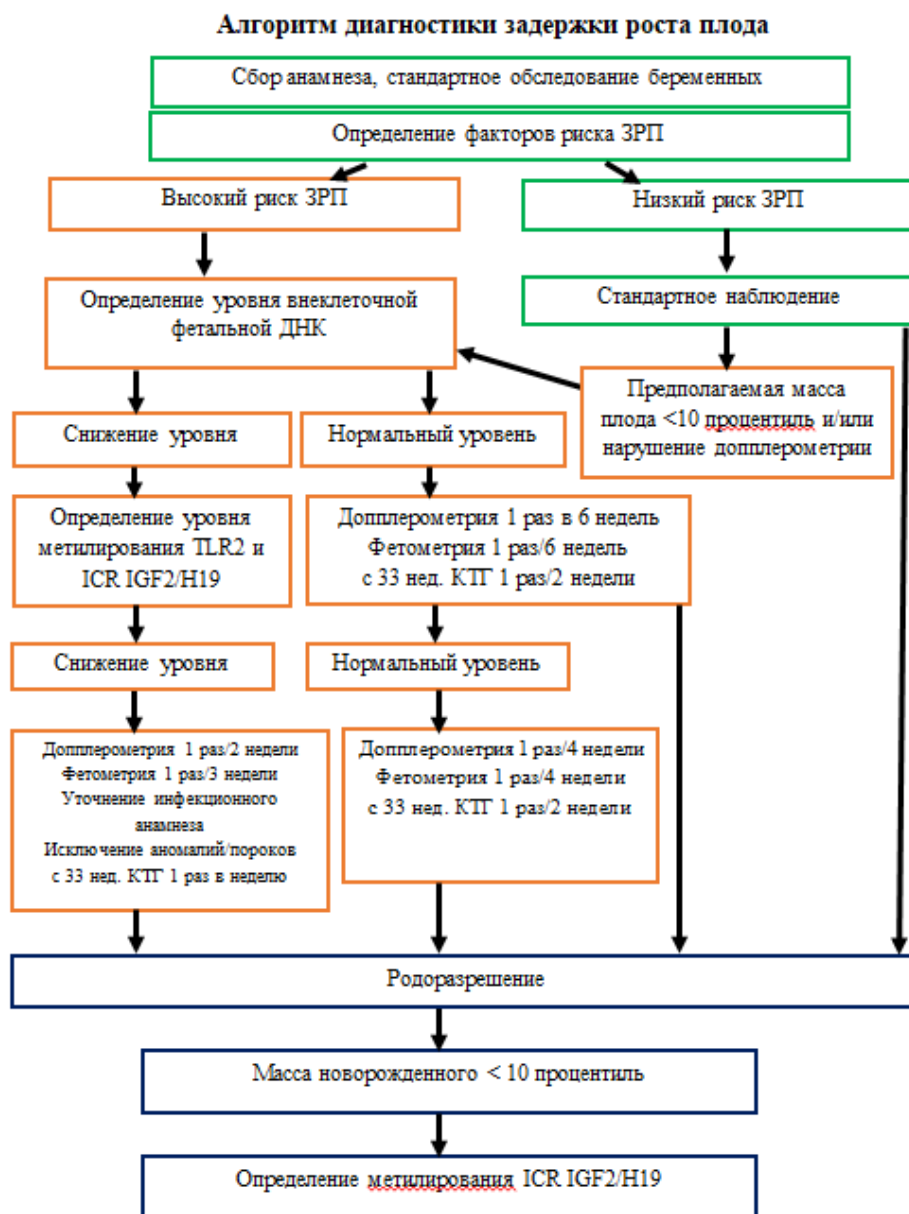 Алгоритм диагностики задержки роста плода
Сбор анамнеза, стандартное обследование беременных
Определение факторов риска ЗРП
Высокий риск ЗРП
Низкий риск ЗРП
Определение уровня внеклеточной
фетальной ДНК
Стандартное наблюдение
Предполагаемая масса
плода <10 процентиль и/или
нарушение допплерометрии
Снижение уровня
Нормальный уровень
Определение уровня
метилирования TLR2 и
ICR IGF2/H19
Допплерометрия 1 раз в 6 недель
Фетометрия 1 раз/6 недель
с 33 нед. КТГ 1 раз/2 недели
Снижение уровня
Нормальный уровень
Допплерометрия 1 раз/2 недели
Фетометрия 1 раз/3 недели
Уточнение инфекционного
анамнеза
Исключение аномалий/пороков
с 33 нед. КТГ 1 раз в неделю
Допплерометрия 1 раз/4 недели
Фетометрия 1 раз/4 недели
с 33 нед. КТГ 1 раз/2 недели
Родоразрешение
Масса новорожденного < 10 процентиль
Определение метилирования ICR IGF2/H19